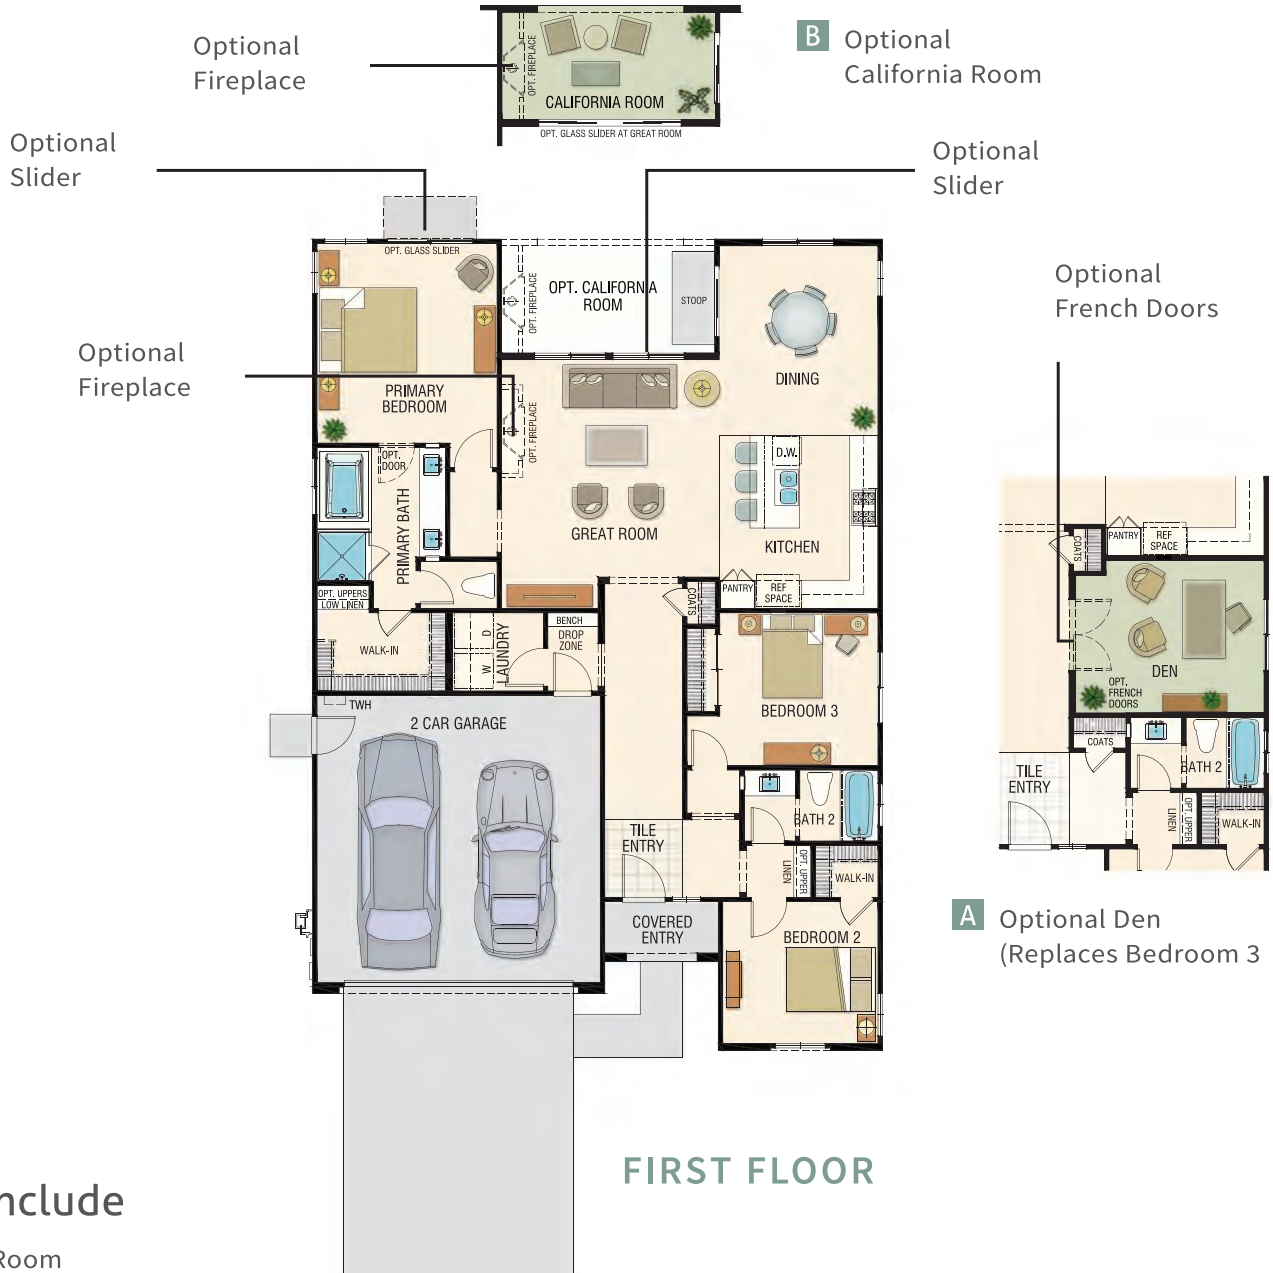 Optional
Fireplace
OPT. FIREPLACE
CALIFORNIA ROOM
OPT. GLASS SLIDER AT GREAT ROOM
B Optional
California Room
Optional
Slider
Optional
Slider
OPT. GLASS SLIDER
OPT. FIREPLACE
OPT. CALIFORNIA
ROOM
STOOP
DINING
Optional
French Doors
Optional
Fireplace
PRIMARY
BEDROOM
OPT. FIREPLACE
OPT.
DOOR
PRIMARY BATH
GREAT ROOM
D.W.
KITCHEN
PANTRY
REF
SPACE
COATS
OPT. UPPERS
LOW LINEN
WALK-IN
D
W
LAUNDRY
BENCH
DROP
ZONE
BEDROOM 3
TWH
2 CAR GARAGE
TILE
ENTRY
BATH 2
LINEN
OPT. UPPER
WALK-IN
COVERED
ENTRY
BEDROOM 2
COATS
PANTRY
REF
SPACE
DEN
OPT.
FRENCH
DOORS
COATS
BATH 2
TILE
ENTRY
LINEN
OPT. UPPER
WALK-IN
A Optional Den
(Replaces Bedroom 3
FIRST FLOOR
nclude
Room